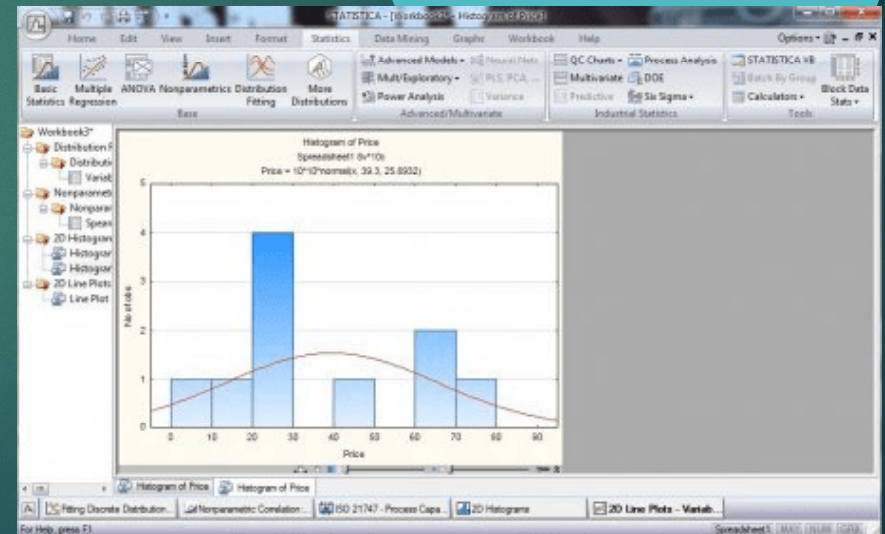 STATISTICA - [Workbook3* - Histogram of Price]
Home Edit View Insert Format Statistics Data Mining Graphs Workbook Help Options
Basic Statistics
Multiple Regression
ANOVA
Nonparametrics
Distribution Fitting
More Distributions
Base
Advanced Models
Neural Nets
Mult/Exploratory
PLS, PCA, ...
Power Analysis
Variance
Advanced/Multivariate
QC Charts
Process Analysis
Multivariate
DOE
Predictive
Six Sigma
Industrial Statistics
STATISTICA VB
Batch By Group
Calculators
Block Data Stats
Tools
Workbook3*
Distribution F
Distributi
Variab
Nonparamet
Nonparar
Spear
2D Histogram
Histogram
Histogram
2D Line Plots
Line Plot
Histogram of Price
Spreadsheet1 8v*10c
Price = 10*10*normal(x, 39.3, 25.8932)
No of obs
5
4
3
2
1
0
0 10 20 30 40 50 60 70 80 90
Price
Histogram of Price
Histogram of Price
Fitting Discrete Distribution...
Nonparametric Correlation...
ISO 21747 - Process Capa...
2D Histograms
2D Line Plots - Variab...
For Help, press F1
Spreadsheet1
NUM